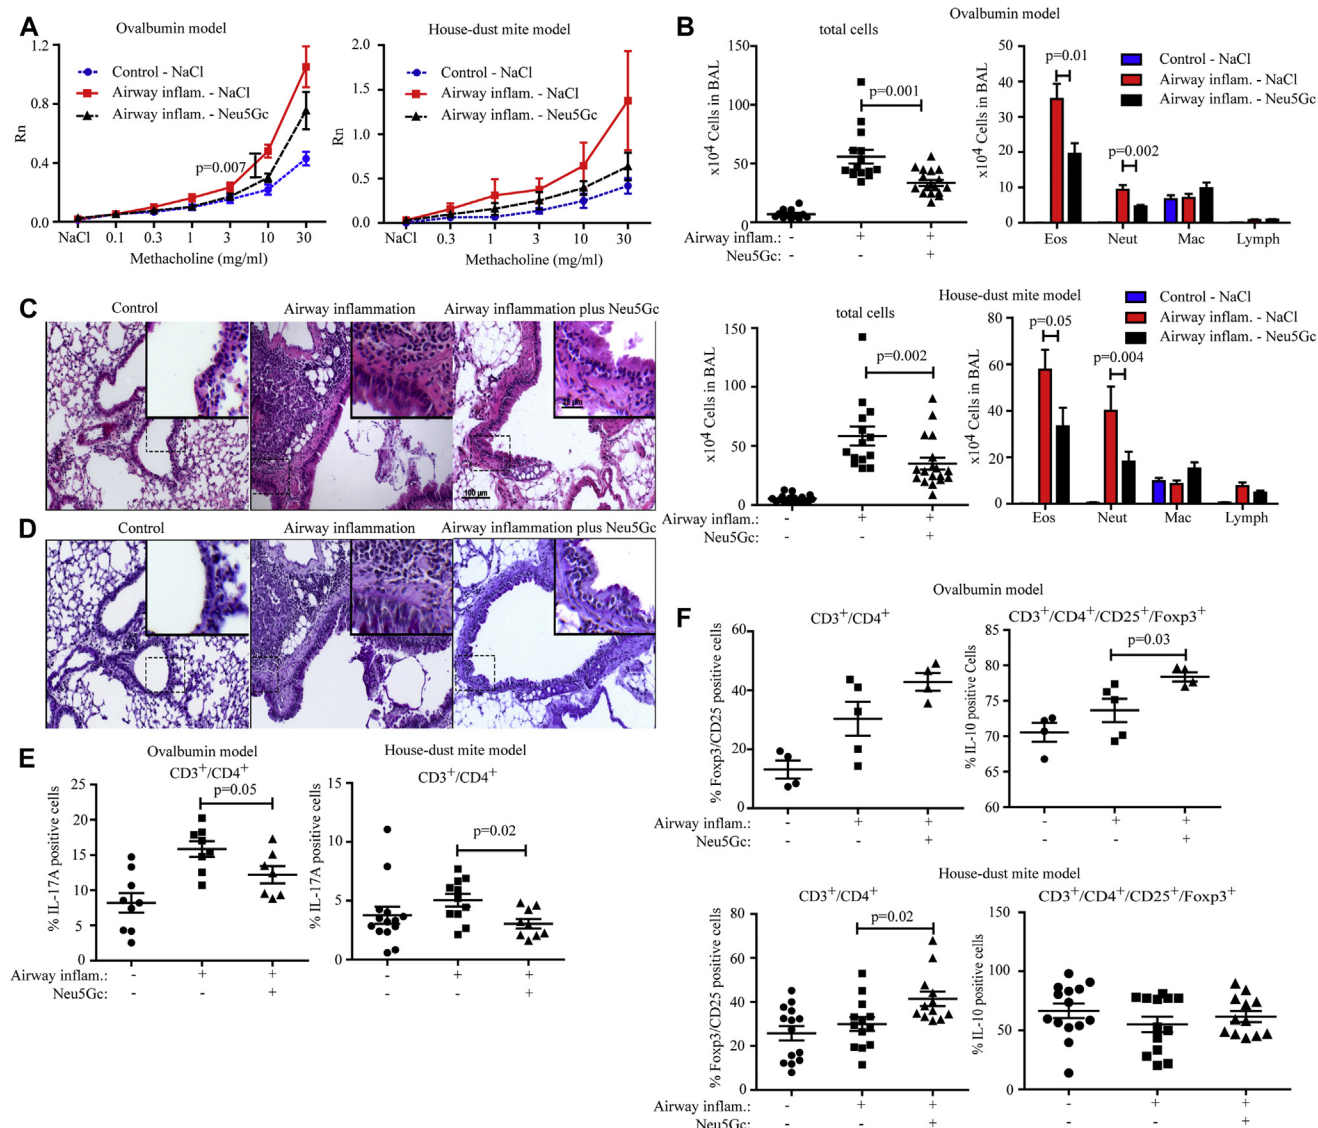 A
Ovalbumin model
1.2
0.8
0.4
0.0
Rn
Control - NaCl
Airway inflam. - NaCl
Airway inflam. - Neu5Gc
p=0.007
NaCl 0.1 0.3 1 3 10 30
Methacholine (mg/ml)
House-dust mite model
2.0
1.5
1.0
0.5
0.0
Rn
Control - NaCl
Airway inflam. - NaCl
Airway inflam. - Neu5Gc
NaCl 0.1 0.3 1 3 10 30
Methacholine (mg/ml)
B
Ovalbumin model
total cells
150
100
50
0
x10⁴ Cells in BAL
p=0.001
Airway inflam.: - + +
Neu5Gc: - - +
50
40
30
20
10
0
x10⁴ Cells in BAL
p=0.01
p=0.002
Control - NaCl
Airway inflam. - NaCl
Airway inflam. - Neu5Gc
Eos Neut Mac Lymph
House-dust mite model
total cells
150
100
50
0
x10⁴ Cells in BAL
p=0.002
Airway inflam.: - + +
Neu5Gc: - - +
80
60
40
20
0
x10⁴ Cells in BAL
p=0.05
p=0.004
Control - NaCl
Airway inflam. - NaCl
Airway inflam. - Neu5Gc
Eos Neut Mac Lymph
C
Control
Airway inflammation
Airway inflammation plus Neu5Gc
25 µm
100 µm
D
Control
Airway inflammation
Airway inflammation plus Neu5Gc
E
Ovalbumin model
CD3⁺/CD4⁺
25
20
15
10
5
0
% IL-17A positive cells
p=0.05
Airway inflam.: - + +
Neu5Gc: - - +
House-dust mite model
CD3⁺/CD4⁺
15
10
5
0
% IL-17A positive cells
p=0.02
- + +
- - +
F
Ovalbumin model
CD3⁺/CD4⁺
60
40
20
0
% Foxp3/CD25 positive cells
Airway inflam.: - + +
Neu5Gc: - - +
CD3⁺/CD4⁺/CD25⁺/Foxp3⁺
85
80
75
70
65
60
% IL-10 positive Cells
p=0.03
- + +
- - +
House-dust mite model
CD3⁺/CD4⁺
80
60
40
20
0
% Foxp3/CD25 positive cells
p=0.02
Airway inflam.: - + +
Neu5Gc: - - +
CD3⁺/CD4⁺/CD25⁺/Foxp3⁺
150
100
50
0
% IL-10 positive cells
- + +
- - +